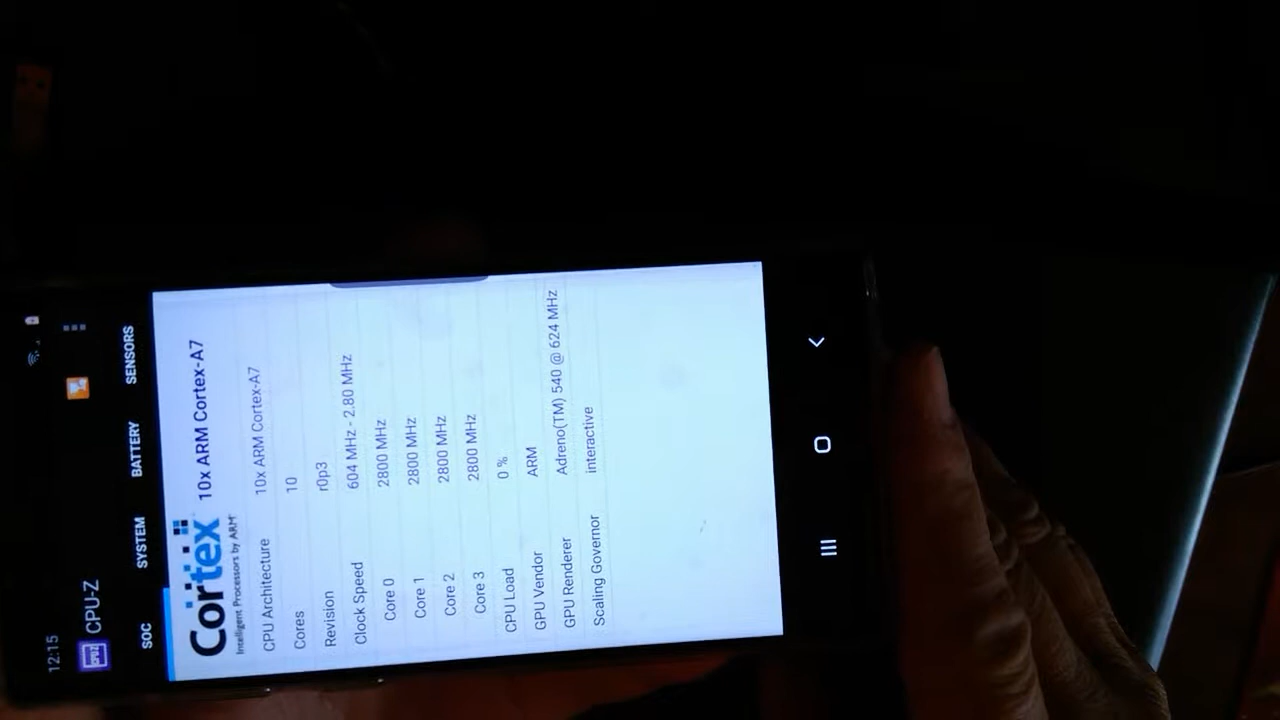 12:15
CPU-Z
SOC SYSTEM BATTERY SENSORS
Cortex 10x ARM Cortex-A7
Intelligent Processors by ARM
CPU Architecture 10x ARM Cortex-A7
Cores 10
Revision r0p3
Clock Speed 604 MHz - 2.80 MHz
Core 0 2800 MHz
Core 1 2800 MHz
Core 2 2800 MHz
Core 3 2800 MHz
CPU Load 0 %
GPU Vendor ARM
GPU Renderer Adreno(TM) 540 @ 624 MHz
Scaling Governor interactive